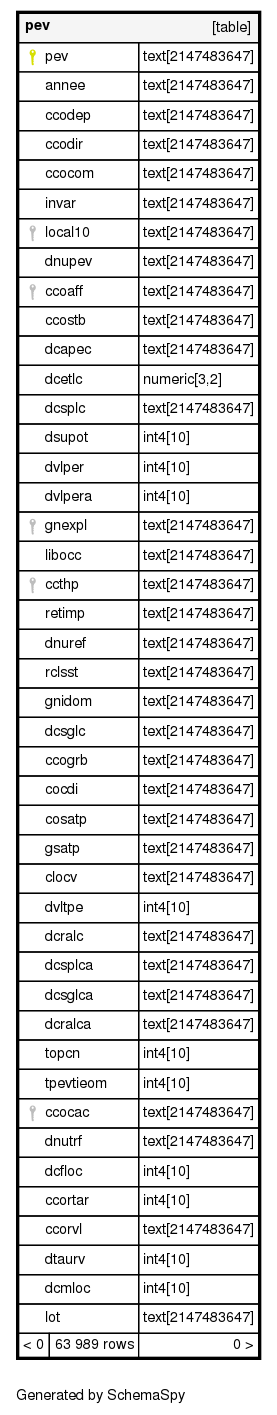 pev [table]
pev text[2147483647]
annee text[2147483647]
ccodep text[2147483647]
ccodir text[2147483647]
ccocom text[2147483647]
invar text[2147483647]
local10 text[2147483647]
dnupev text[2147483647]
ccoaff text[2147483647]
ccostb text[2147483647]
dcapec text[2147483647]
dcetlc numeric[3,2]
dcsplc text[2147483647]
dsupot int4[10]
dvlper int4[10]
dvlpera int4[10]
gnexpl text[2147483647]
libocc text[2147483647]
ccthp text[2147483647]
retimp text[2147483647]
dnuref text[2147483647]
rclsst text[2147483647]
gnidom text[2147483647]
dcsglc text[2147483647]
ccogrb text[2147483647]
cocdi text[2147483647]
cosatp text[2147483647]
gsatp text[2147483647]
clocv text[2147483647]
dvltpe int4[10]
dcralc text[2147483647]
dcsplca text[2147483647]
dcsglca text[2147483647]
dcralca text[2147483647]
topcn int4[10]
tpevtieom int4[10]
ccocac text[2147483647]
dnutrf text[2147483647]
dcfloc int4[10]
ccortar int4[10]
ccorvl text[2147483647]
dtaurv int4[10]
dcmloc int4[10]
lot text[2147483647]
< 0 63 989 rows 0 >
Generated by SchemaSpy